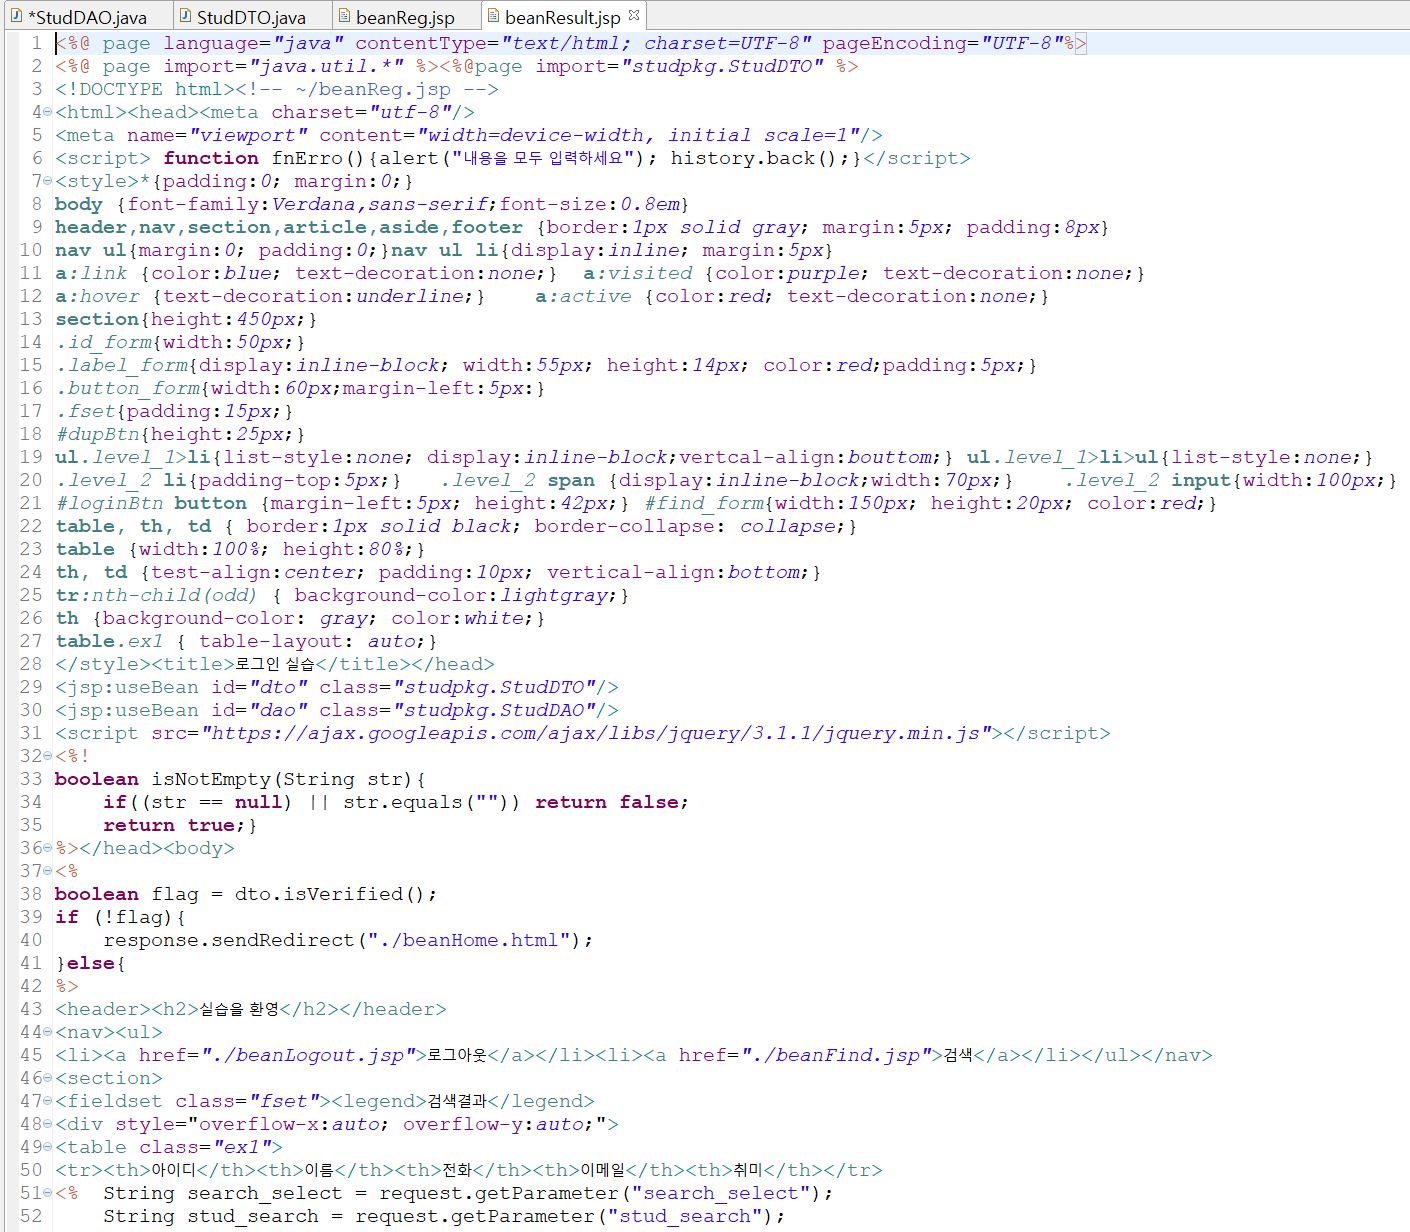 *StudDAO.java StudDTO.java beanReg.jsp beanResult.jsp
1 <%@ page language="java" contentType="text/html; charset=UTF-8" pageEncoding="UTF-8"%>
2 <%@ page import="java.util.*" %><%@page import="studpkg.StudDTO" %>
3 <!DOCTYPE html><!-- ~/beanReg.jsp -->
4 <html><head><meta charset="utf-8"/>
5 <meta name="viewport" content="width=device-width, initial scale=1"/>
6 <script> function fnErro(){alert("내용을 모두 입력하세요"); history.back();}</script>
7 <style>*{padding:0; margin:0;}
8 body {font-family:Verdana,sans-serif;font-size:0.8em}
9 header,nav,section,article,aside,footer {border:1px solid gray; margin:5px; padding:8px}
10 nav ul{margin:0; padding:0;}nav ul li{display:inline; margin:5px}
11 a:link {color:blue; text-decoration:none;}  a:visited {color:purple; text-decoration:none;}
12 a:hover {text-decoration:underline;}    a:active {color:red; text-decoration:none;}
13 section{height:450px;}
14 .id_form{width:50px;}
15 .label_form{display:inline-block; width:55px; height:14px; color:red;padding:5px;}
16 .button_form{width:60px;margin-left:5px:}
17 .fset{padding:15px;}
18 #dupBtn{height:25px;}
19 ul.level_1>li{list-style:none; display:inline-block;vertcal-algn:bouttom;} ul.level_1>li>ul{list-style:none;}
20 .level_2 li{padding-top:5px;}   .level_2 span {display:inline-block;width:70px;}    .level_2 input{width:100px;}
21 #loginBtn button {margin-left:5px; height:42px;} #find_form{width:150px; height:20px; color:red;}
22 table, th, td { border:1px solid black; border-collapse: collapse;}
23 table {width:100%; height:80%;}
24 th, td {test-align:center; padding:10px; vertical-align:bottom;}
25 tr:nth-child(odd) { background-color:lightgray;}
26 th {background-color: gray; color:white;}
27 table.ex1 { table-layout: auto;}
28 </style><title>로그인 실습</title></head>
29 <jsp:useBean id="dto" class="studpkg.StudDTO"/>
30 <jsp:useBean id="dao" class="studpkg.StudDAO"/>
31 <script src="https://ajax.googleapis.com/ajax/libs/jquery/3.1.1/jquery.min.js"></script>
32 <%!
33 boolean isNotEmpty(String str){
34     if((str == null) || str.equals("")) return false;
35     return true;}
36 %></head><body>
37 <%
38 boolean flag = dto.isVerified();
39 if (!flag){
40     response.sendRedirect("./beanHome.html");
41 }else{
42 %>
43 <header><h2>실습을 환영</h2></header>
44 <nav><ul>
45 <li><a href="./beanLogout.jsp">로그아웃</a></li><li><a href="./beanFind.jsp">검색</a></li></ul></nav>
46 <section>
47 <fieldset class="fset"><legend>검색결과</legend>
48 <div style="overflow-x:auto; overflow-y:auto;">
49 <table class="ex1">
50 <tr><th>아이디</th><th>이름</th><th>전화</th><th>이메일</th><th>취미</th></tr>
51 <%  String search_select = request.getParameter("search_select");
52     String stud_search = request.getParameter("stud_search");